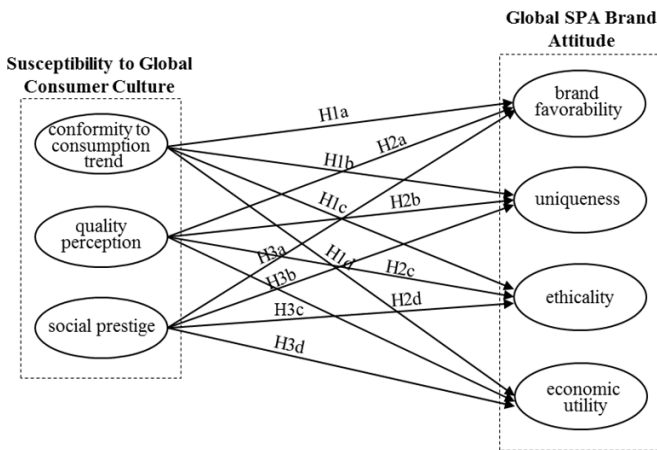 Global SPA Brand
Attitude
Susceptibility to Global
Consumer Culture
conformity to
consumption
trend
quality
perception
social prestige
H1a
H2a
H1b
H2b
H1c
H3a
H1d
H3b
H2c
H3c
H2d
H3d
brand
favorability
uniqueness
ethicality
economic
utility